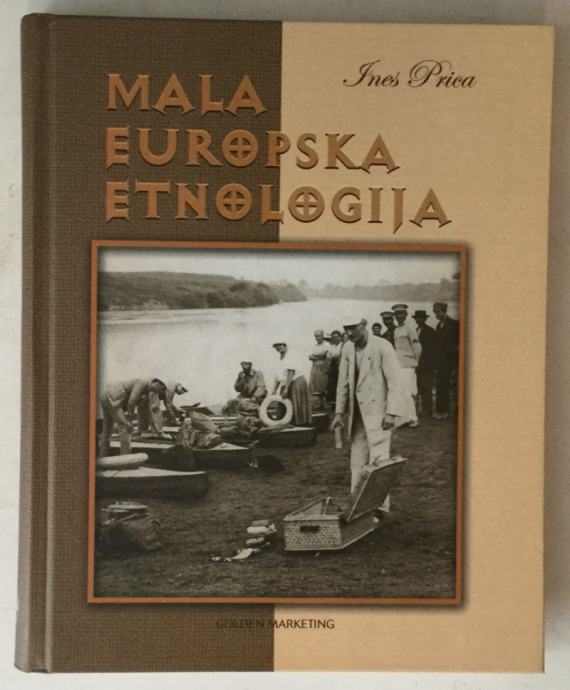 Ines Prica
MALA
EUROPSKA
ETNOLOGIJA
GOLDEN MARKETING